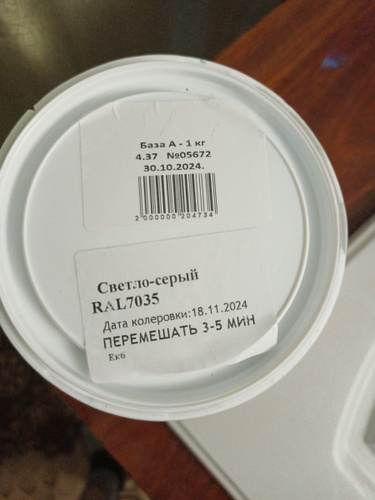 База А - 1 кг
4.37 №05672
30.10.2024.
2 000000 204734
Светло-серый
RAL7035
Дата колеровки:18.11.2024
ПЕРЕМЕШАТЬ 3-5 МИН
Екб